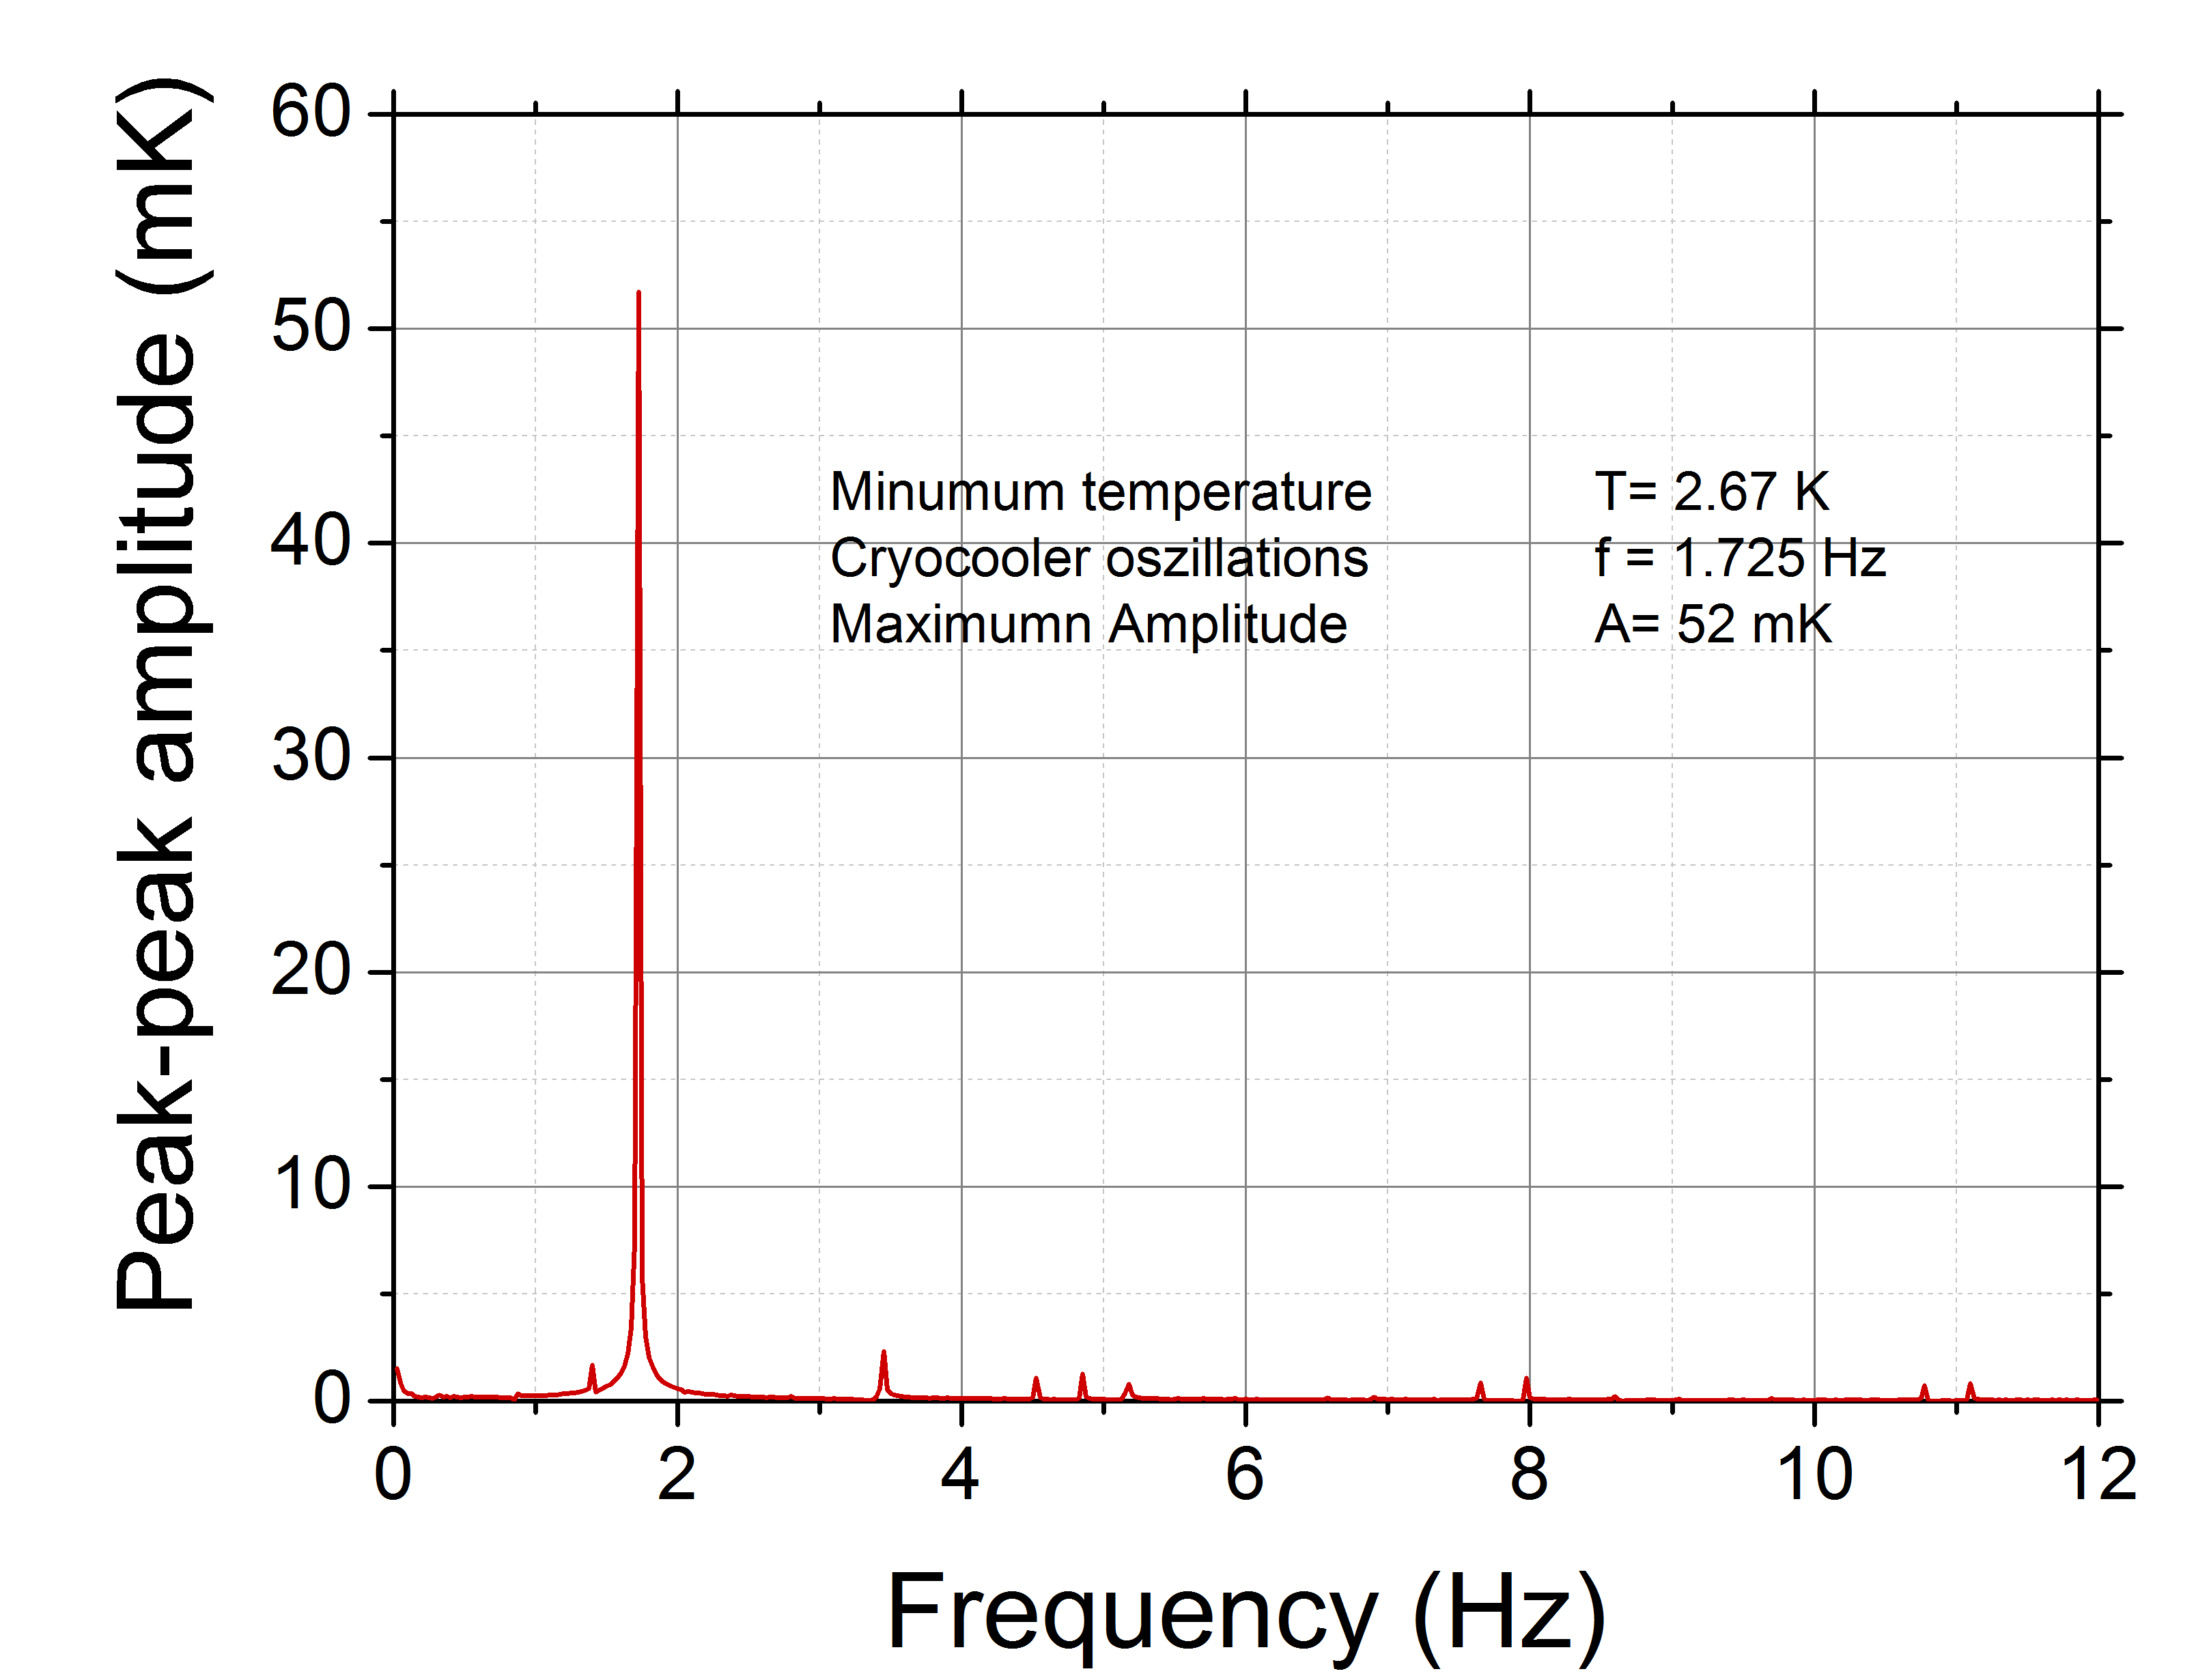 Peak-peak amplitude (mK)
60
50
40
30
20
10
0
Minumum temperature T= 2.67 K
Cryocooler oszillations f = 1.725 Hz
Maximumn Amplitude A= 52 mK
0 2 4 6 8 10 12
Frequency (Hz)